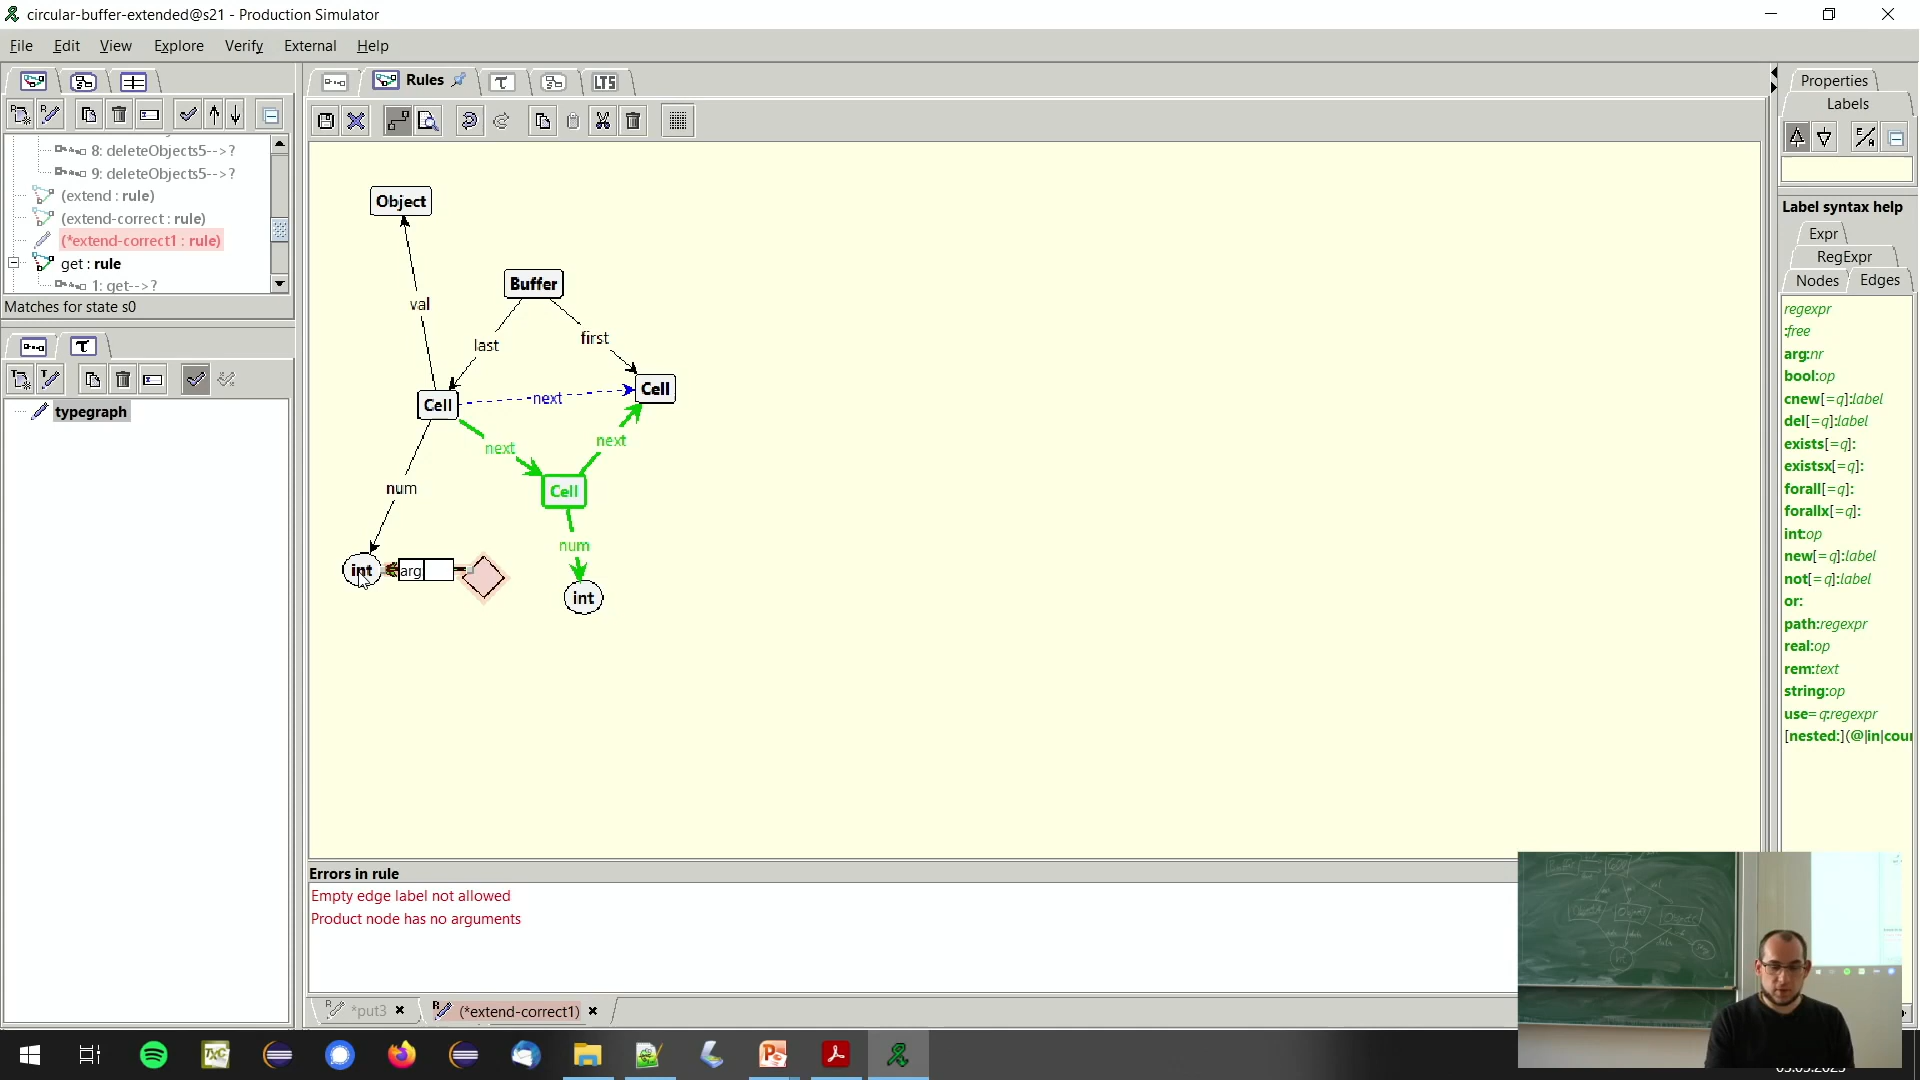 circular-buffer-extended@s21 - Production Simulator
File Edit View Explore Verify External Help
Rules
LTS
8: deleteObjects5-->?
9: deleteObjects5-->?
(extend : rule)
(extend-correct : rule)
(*extend-correct1 : rule)
get : rule
1: get-->?
Matches for state s0
typegraph
Object
val
Buffer
last
first
Cell
next
Cell
next
next
Cell
num
num
int
arg
int
Errors in rule
Empty edge label not allowed
Product node has no arguments
*put3
(*extend-correct1)
Properties
Labels
Label syntax help
Expr
RegExpr
Nodes
Edges
regexpr
:free
arg:nr
bool:op
cnew[=q]:label
del[=q]:label
exists[=q]:
existsx[=q]:
forall[=q]:
forallx[=q]:
int:op
new[=q]:label
not[=q]:label
or:
path:regexpr
real:op
rem:text
string:op
use=q:regexpr
[nested:](@|in|cour